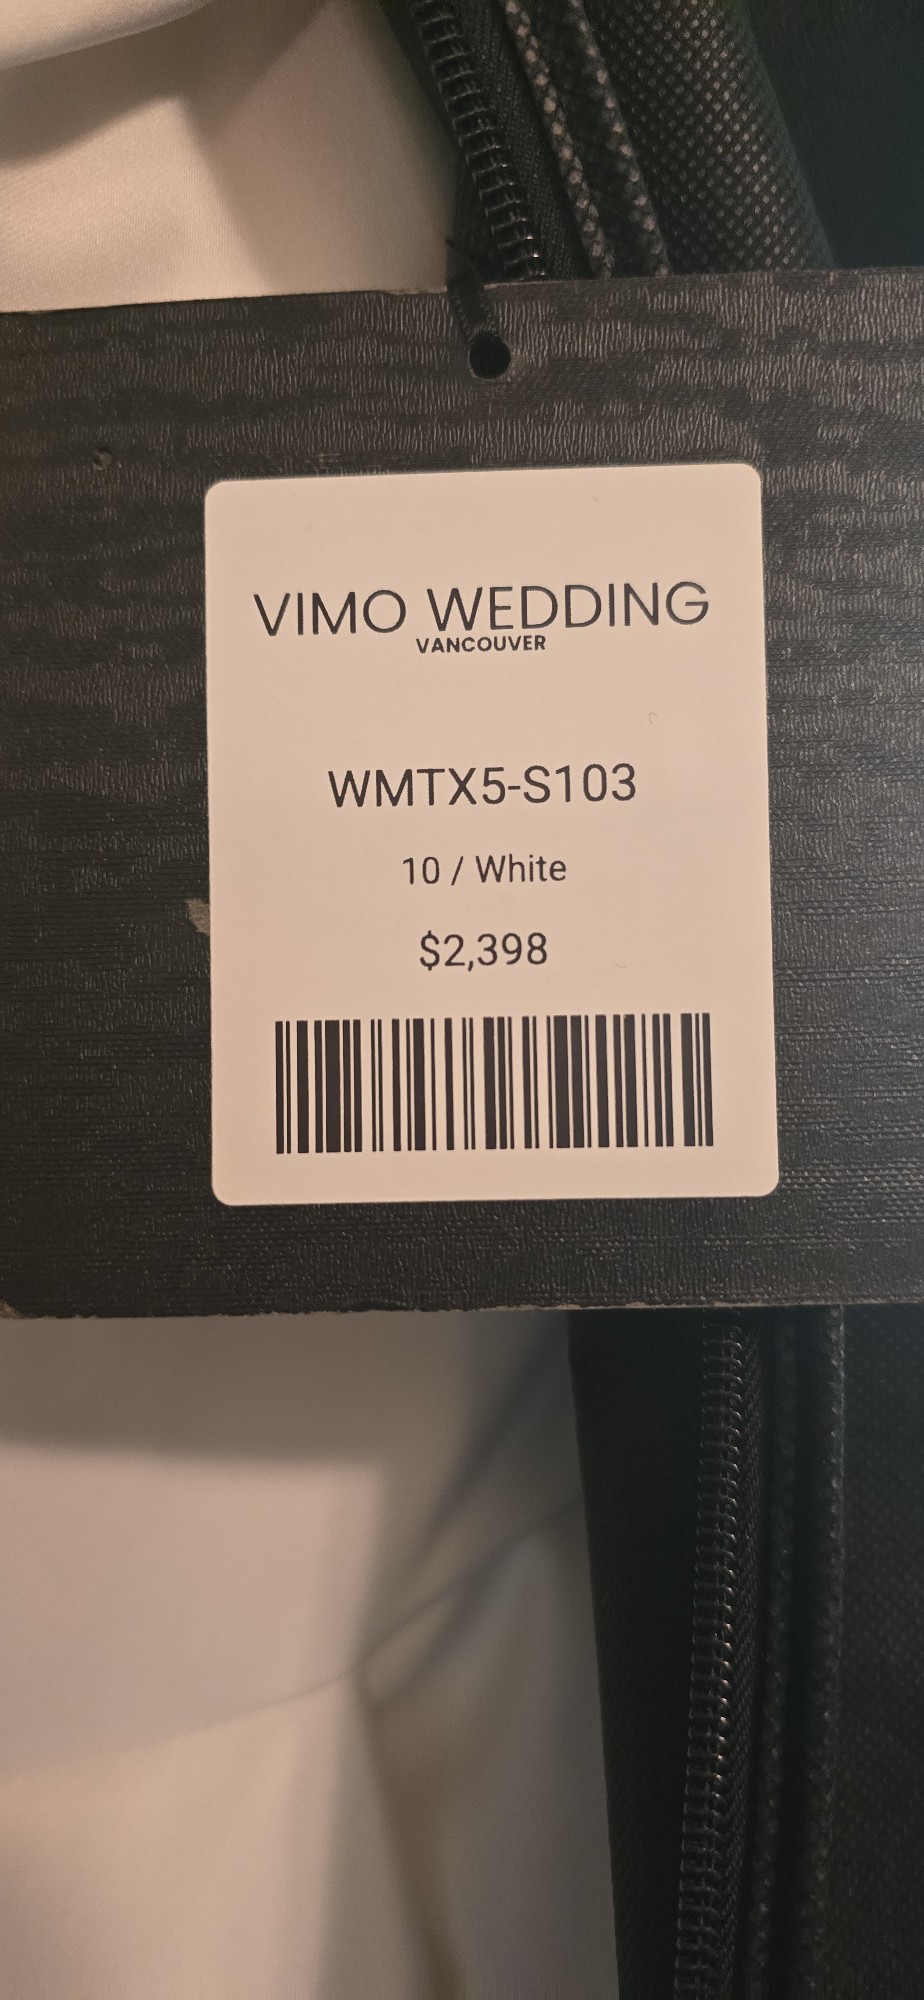 VIMO WEDDING
VANCOUVER
WMTX5-S103
10 / White
$2,398